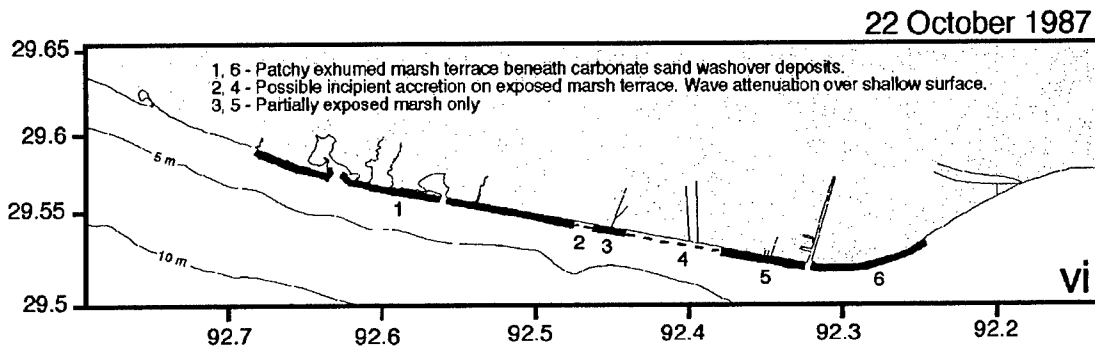 22 October 1987
29.65
1, 6 - Patchy exhumed marsh terrace beneath carbonate sand washover deposits.
2, 4 - Possible incipient accretion on exposed marsh terrace. Wave attenuation over shallow surface.
3, 5 - Partially exposed marsh only
29.6
5 m
29.55
1
2
3
4
5
6
10 m
vi
29.5
92.7 92.6 92.5 92.4 92.3 92.2